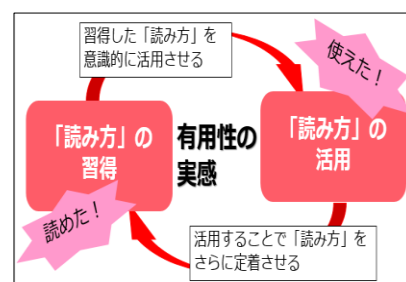 習得した「読み方」を
意識的に活用させる
使えた！
「読み方」の
習得
有用性の
実感
「読み方」の
活用
読めた！
活用することで「読み方」を
さらに定着させる